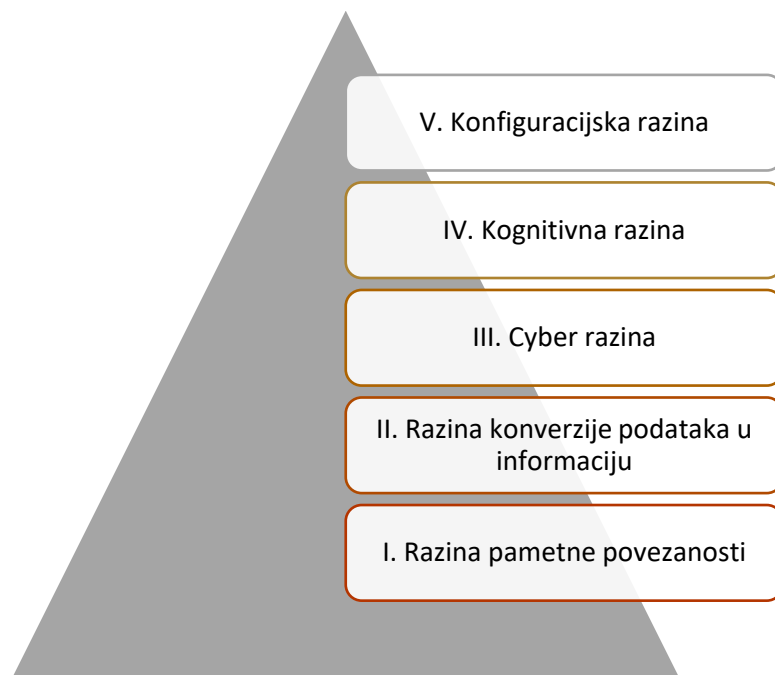 V. Konfiguracijska razina
IV. Kognitivna razina
III. Cyber razina
II. Razina konverzije podataka u
informaciju
I. Razina pametne povezanosti